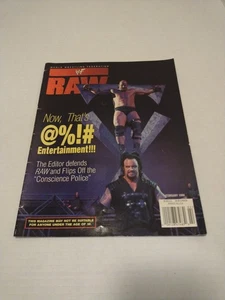 WORLD WRESTLING FEDERATION
RAW
Now, That's
@%!#
Entertainment!!!
The Editor defends
RAW and Flips Off the
"Conscience Police"
THIS MAGAZINE MAY NOT BE SUITABLE
FOR ANYONE UNDER THE AGE OF 16